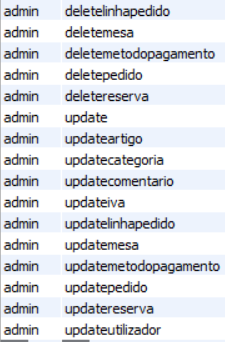 admin deletelinhapedido
admin deletemesa
admin deletemetodopagamento
admin deletepedido
admin deletereserva
admin update
admin updateartigo
admin updatecategoria
admin updatecomentario
admin updateiva
admin updatelinhapedido
admin updatemesa
admin updatemetodopagamento
admin updatepedido
admin updatereserva
admin updateutilizador